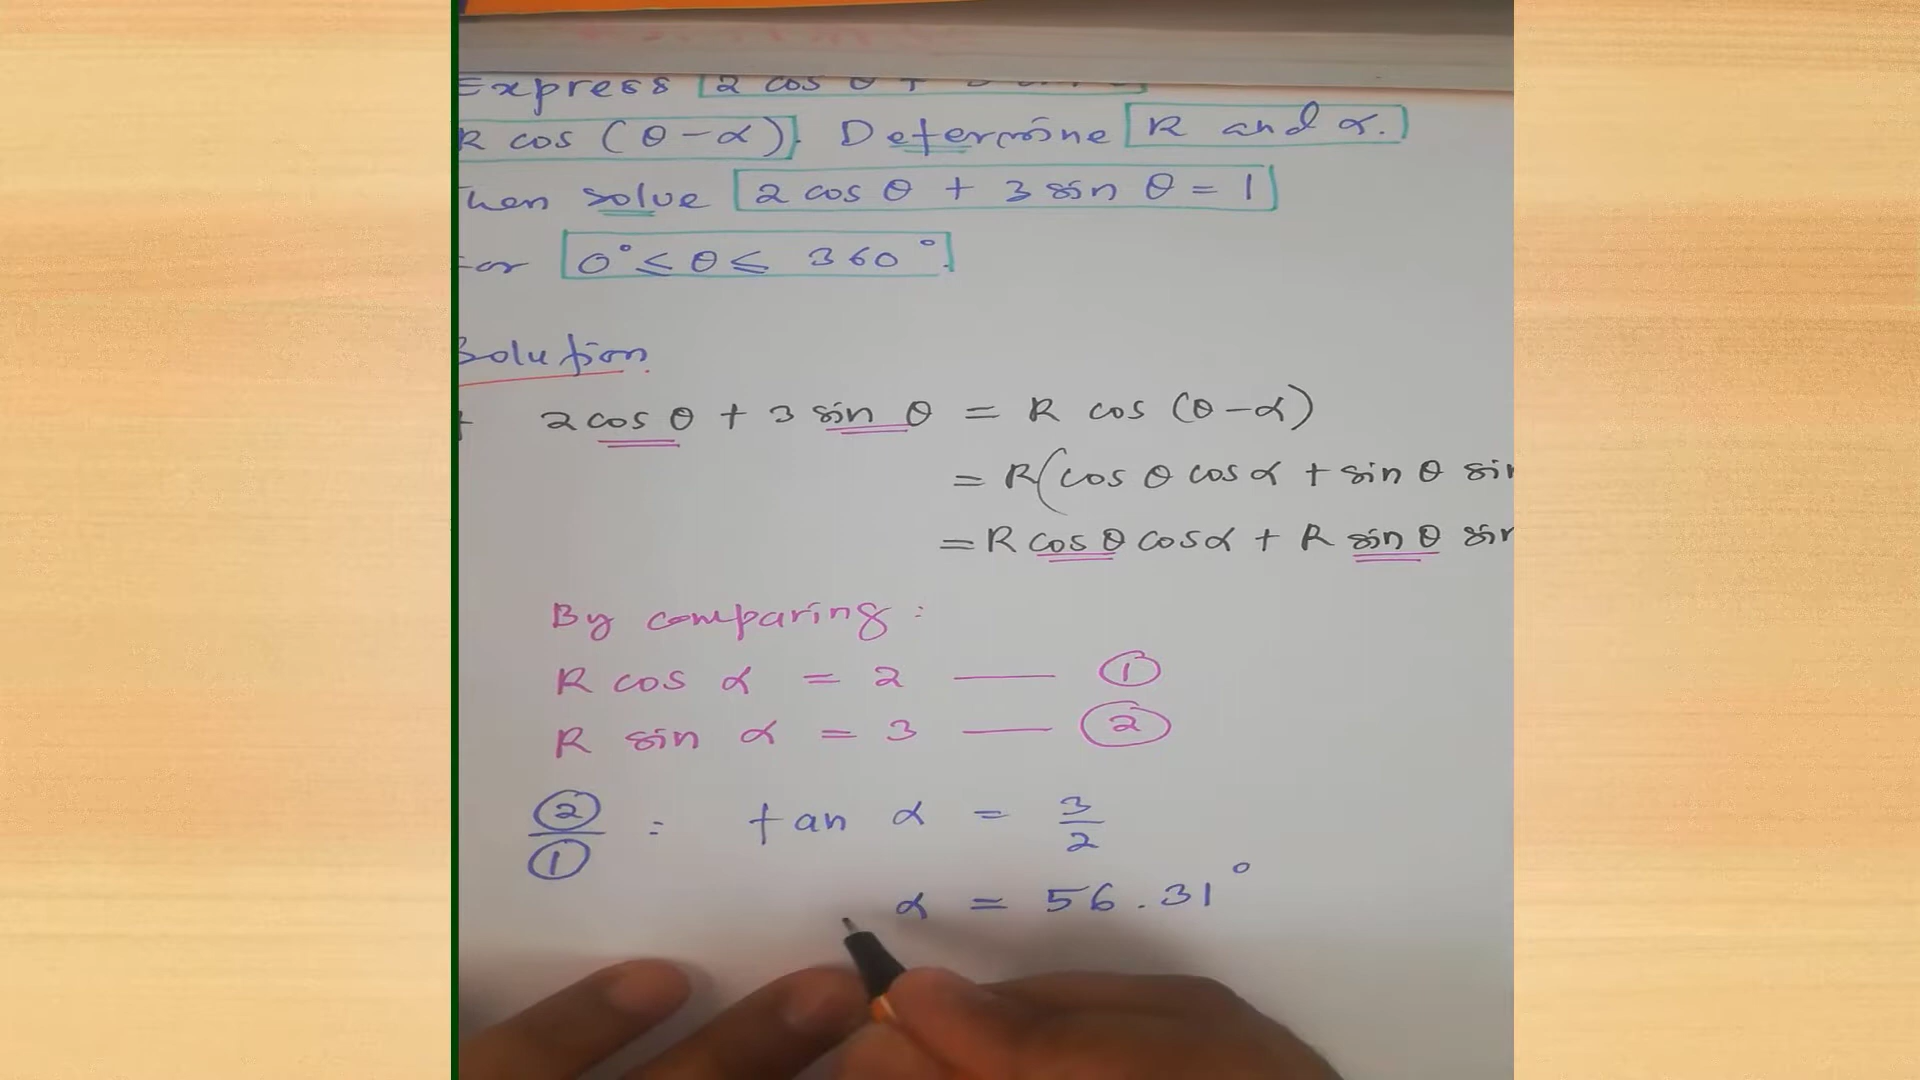 Express 2 cos θ +
R cos (θ-α). Determine R and α.
Then solve 2 cos θ + 3 sin θ = 1
for 0° ≤ θ ≤ 360°.
Solution
2 cos θ + 3 sin θ = R cos (θ-α)
= R(cos θ cos α + sin θ sin
= R cos θ cos α + R sin θ sin
By comparing:
R cos α = 2 — ①
R sin α = 3 — ②
②/① : tan α = 3/2
α = 56.31°